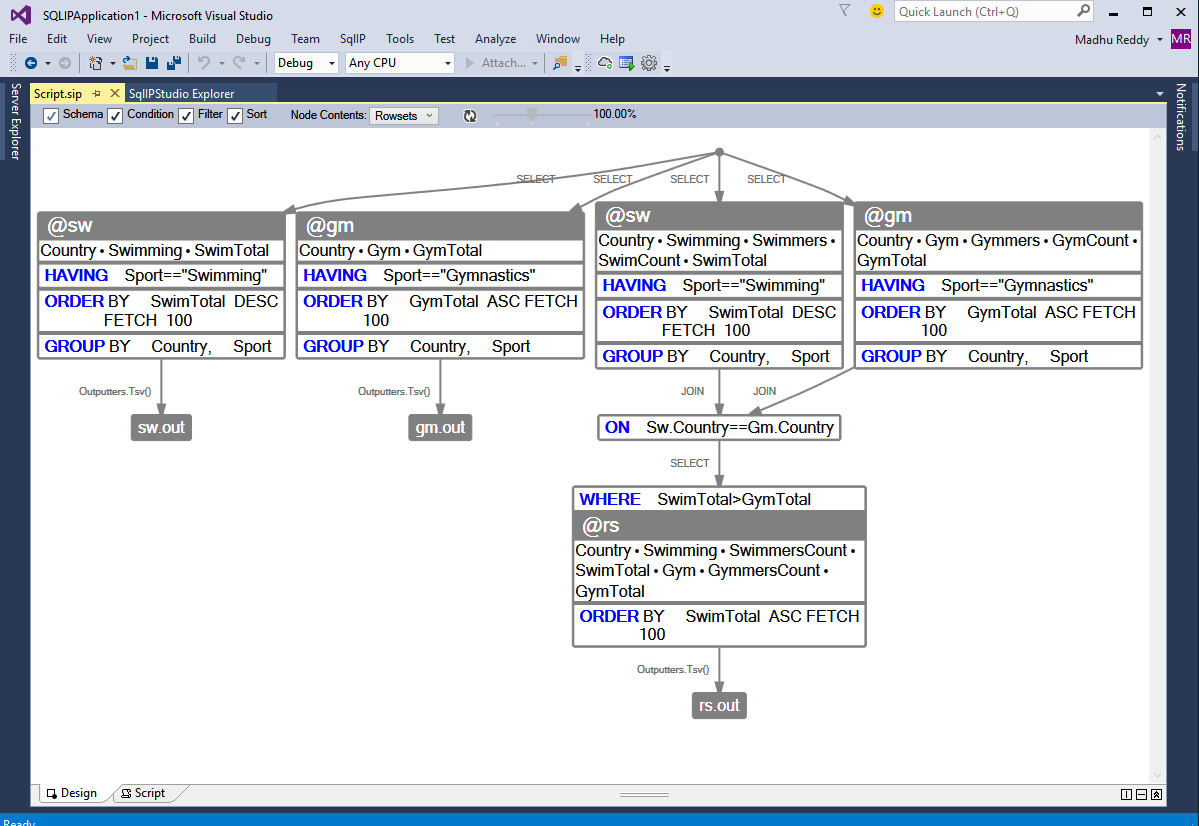 SQLIPApplication1 - Microsoft Visual Studio
Quick Launch (Ctrl+Q)
File Edit View Project Build Debug Team SqlIP Tools Test Analyze Window Help
Madhu Reddy MR
Debug Any CPU Attach...
Server Explorer
Script.sip SqlIPStudio Explorer
Notifications
Schema Condition Filter Sort Node Contents: Rowsets 100.00%
SELECT SELECT SELECT SELECT
@sw
Country • Swimming • SwimTotal
HAVING Sport=="Swimming"
ORDER BY SwimTotal DESC
FETCH 100
GROUP BY Country, Sport
@gm
Country • Gym • GymTotal
HAVING Sport=="Gymnastics"
ORDER BY GymTotal ASC FETCH
100
GROUP BY Country, Sport
@sw
Country • Swimming • Swimmers •
SwimCount • SwimTotal
HAVING Sport=="Swimming"
ORDER BY SwimTotal DESC
FETCH 100
GROUP BY Country, Sport
@gm
Country • Gym • Gymmers • GymCount •
GymTotal
HAVING Sport=="Gymnastics"
ORDER BY GymTotal ASC FETCH
100
GROUP BY Country, Sport
Outputters.Tsv()
sw.out
Outputters.Tsv()
gm.out
JOIN JOIN
ON Sw.Country==Gm.Country
SELECT
WHERE SwimTotal>GymTotal
@rs
Country • Swimming • SwimmersCount •
SwimTotal • Gym • GymmersCount •
GymTotal
ORDER BY SwimTotal ASC FETCH
100
Outputters.Tsv()
rs.out
Design Script
Ready